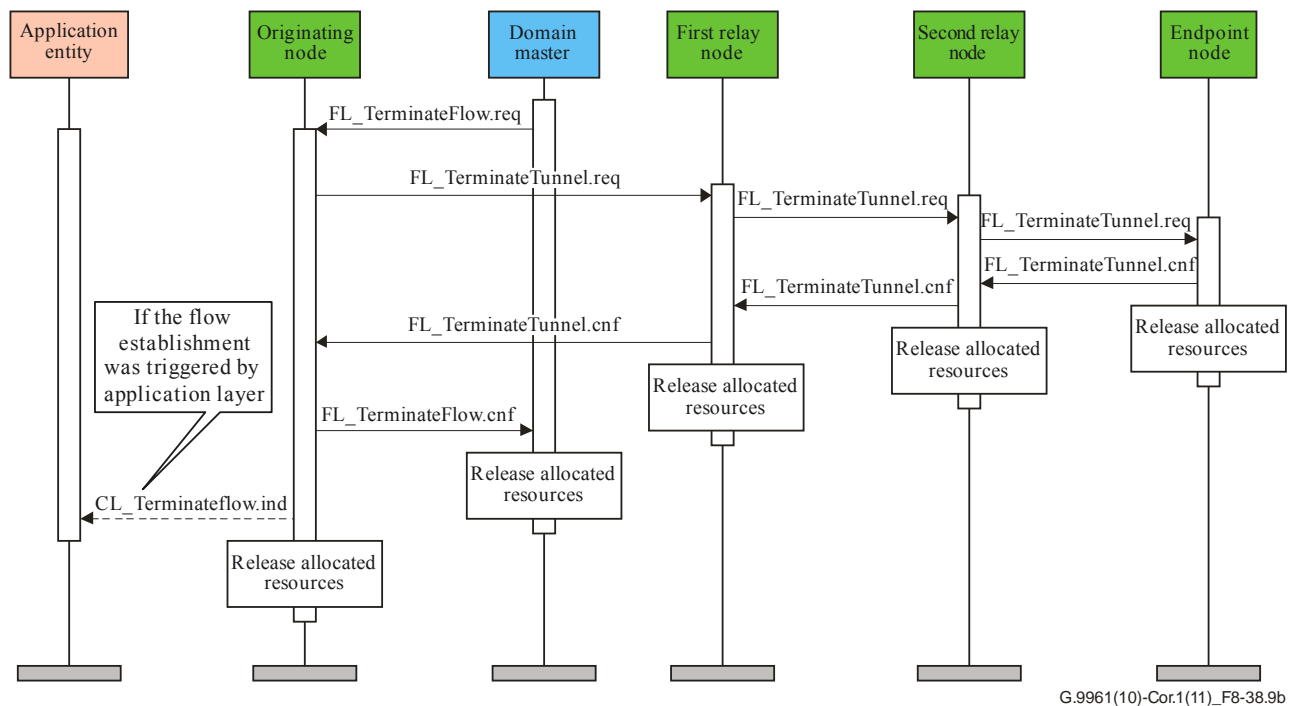 Application
entity
Originating
node
Domain
master
First relay
node
Second relay
node
Endpoint
node
FL_TerminateFlow.req
FL_TerminateTunnel.req
FL_TerminateTunnel.req
FL_TerminateTunnel.req
FL_TerminateTunnel.cnf
FL_TerminateTunnel.cnf
FL_TerminateTunnel.cnf
If the flow
establishment
was triggered by
application layer
Release allocated
resources
Release allocated
resources
Release allocated
resources
FL_TerminateFlow.cnf
Release allocated
resources
CL_Terminateflow.ind
Release allocated
resources
G.9961(10)-Cor.1(11)_F8-38.9b